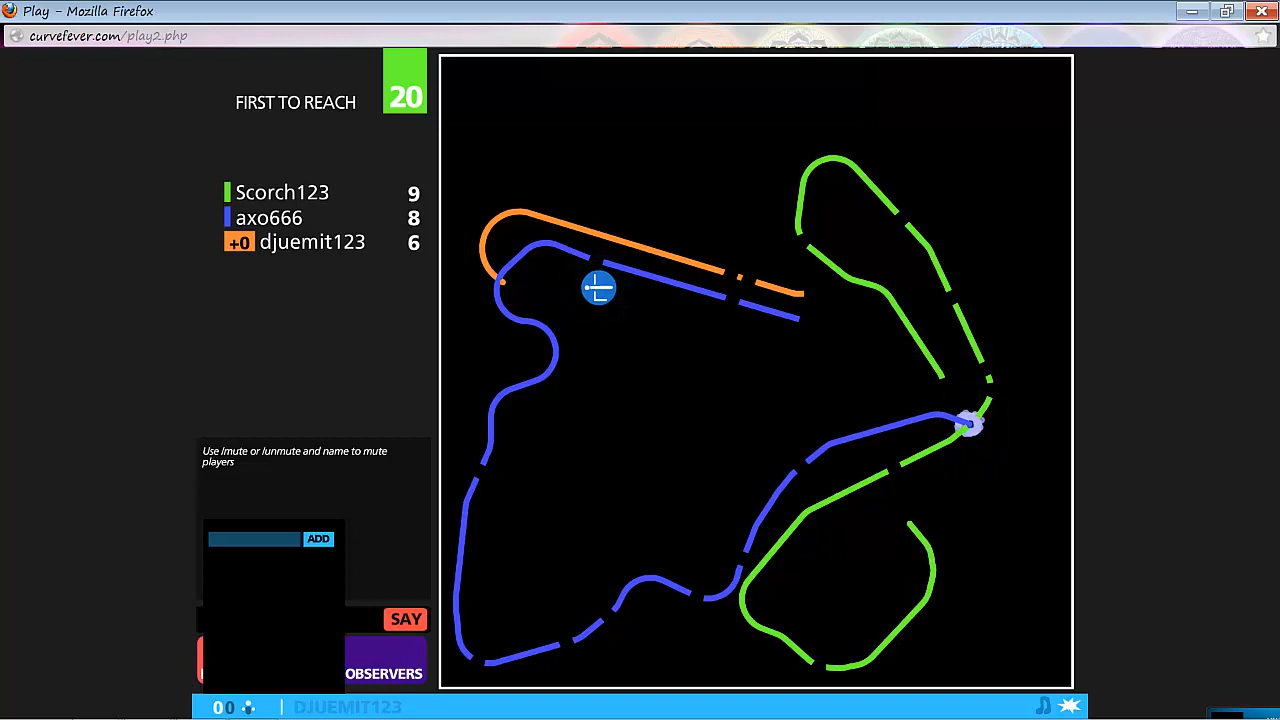 Play - Mozilla Firefox
curvefever.com/play2.php
FIRST TO REACH
20
Scorch123 9
axo666 8
+0 djuemit123 6
Use /mute or /unmute and name to mute
players
ADD
SAY
OBSERVERS
00
DJUEMIT123